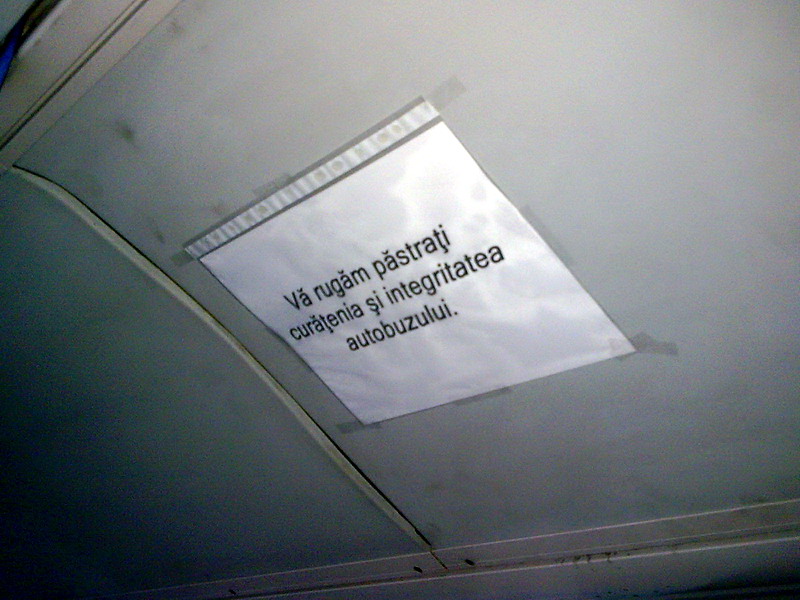 Vă rugăm păstraţi
curăţenia şi integritatea
autobuzului.